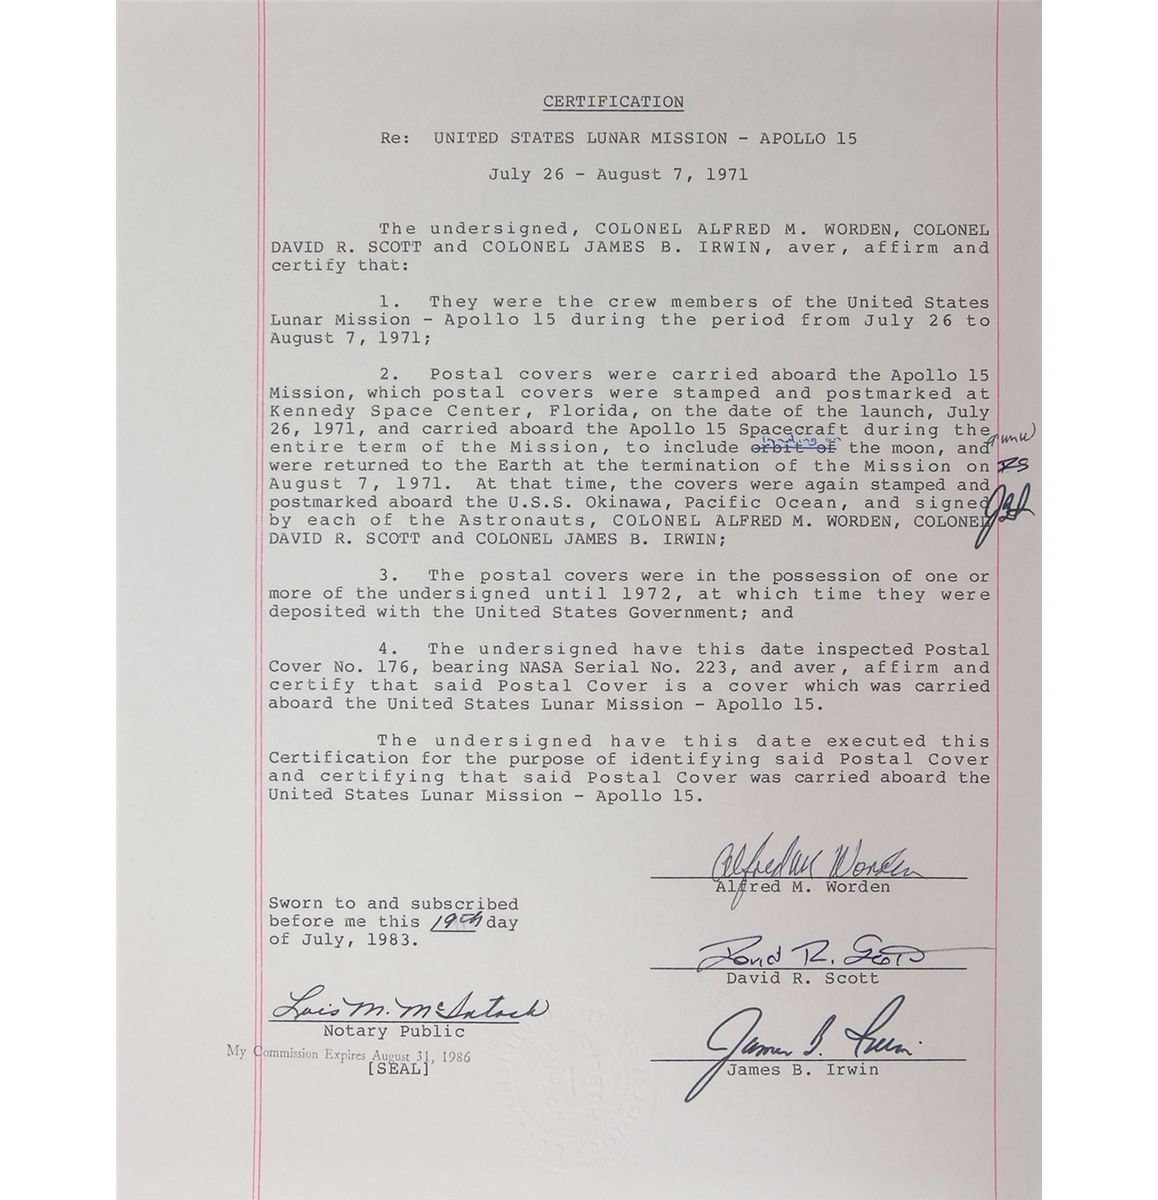 CERTIFICATION
Re: UNITED STATES LUNAR MISSION - APOLLO 15
July 26 - August 7, 1971
The undersigned, COLONEL ALFRED M. WORDEN, COLONEL
DAVID R. SCOTT and COLONEL JAMES B. IRWIN, aver, affirm and
certify that:
1. They were the crew members of the United States
Lunar Mission - Apollo 15 during the period from July 26 to
August 7, 1971;
2. Postal covers were carried aboard the Apollo 15
Mission, which postal covers were stamped and postmarked at
Kennedy Space Center, Florida, on the date of the launch, July
26, 1971, and carried aboard the Apollo 15 Spacecraft during the
landing on
entire term of the Mission, to include orbit of the moon, and AMW
were returned to the Earth at the termination of the Mission on DS
August 7, 1971. At that time, the covers were again stamped and
postmarked aboard the U.S.S. Okinawa, Pacific Ocean, and signed JBI
by each of the Astronauts, COLONEL ALFRED M. WORDEN, COLONEL
DAVID R. SCOTT and COLONEL JAMES B. IRWIN;
3. The postal covers were in the possession of one or
more of the undersigned until 1972, at which time they were
deposited with the United States Government; and
4. The undersigned have this date inspected Postal
Cover No. 176, bearing NASA Serial No. 223, and aver, affirm and
certify that said Postal Cover is a cover which was carried
aboard the United States Lunar Mission - Apollo 15.
The undersigned have this date executed this
Certification for the purpose of identifying said Postal Cover
and certifying that said Postal Cover was carried aboard the
United States Lunar Mission - Apollo 15.
Alfred M Worden
Alfred M. Worden
Sworn to and subscribed
before me this 19th day
of July, 1983.
David R. Scott
David R. Scott
Lois M. McIntosh
Notary Public
My Commission Expires August 31, 1986
[SEAL]
James B. Irwin
James B. Irwin